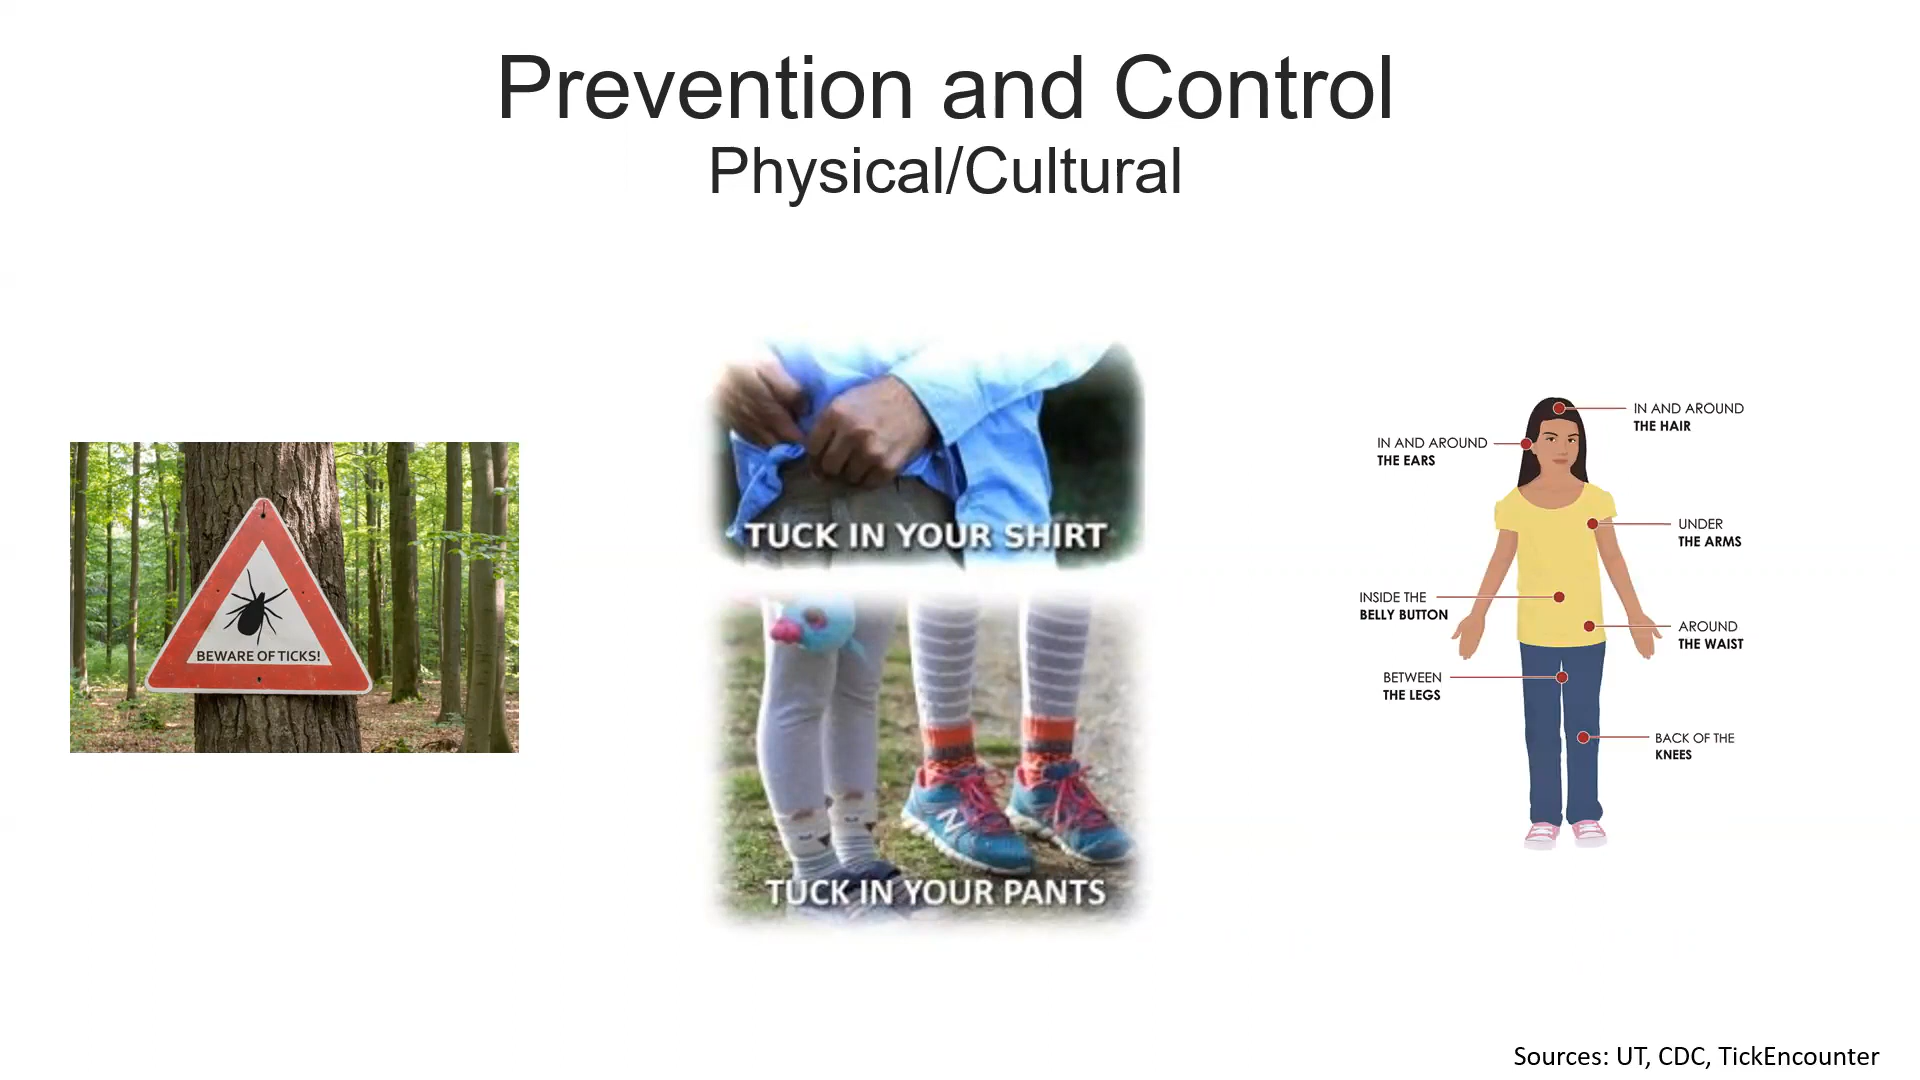 Prevention and Control
Physical/Cultural
BEWARE OF TICKS!
TUCK IN YOUR SHIRT
TUCK IN YOUR PANTS
IN AND AROUND
THE HAIR
IN AND AROUND
THE EARS
UNDER
THE ARMS
INSIDE THE
BELLY BUTTON
AROUND
THE WAIST
BETWEEN
THE LEGS
BACK OF THE
KNEES
Sources: UT, CDC, TickEncounter